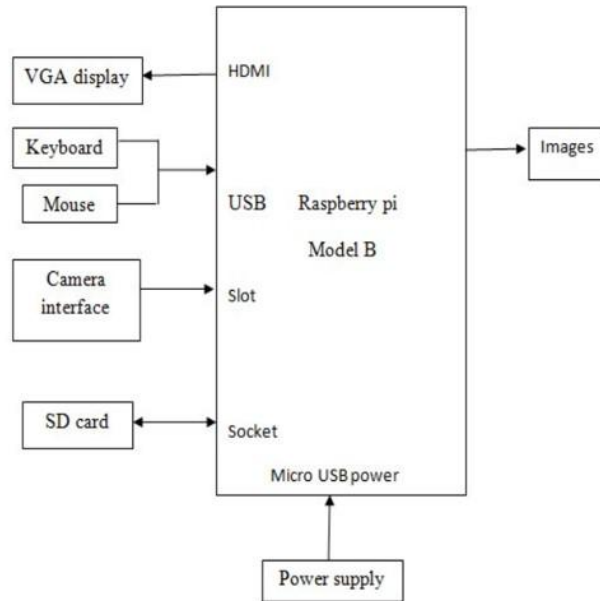 HDMI
VGA display
Keyboard
Images
Mouse
USB
Raspberry pi
Model B
Camera
interface
Slot
SD card
Socket
Micro USB power
Power supply